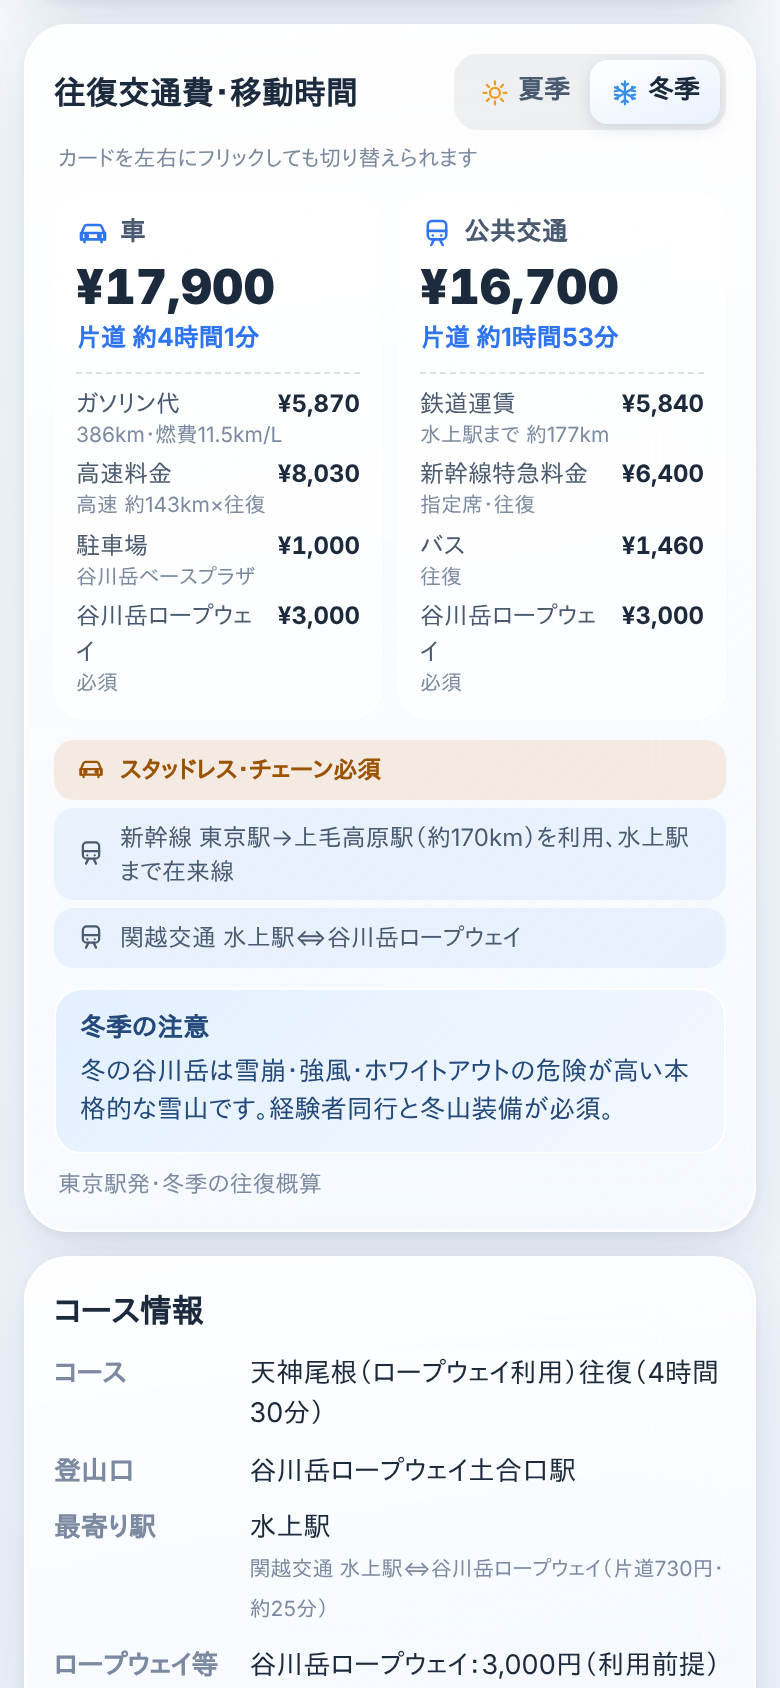 往復交通費・移動時間
夏季
冬季
カードを左右にフリックしても切り替えられます
車
¥17,900
片道 約4時間1分
ガソリン代 ¥5,870
386km・燃費11.5km/L
高速料金 ¥8,030
高速 約143km×往復
駐車場 ¥1,000
谷川岳ベースプラザ
谷川岳ロープウェ ¥3,000
イ
必須
公共交通
¥16,700
片道 約1時間53分
鉄道運賃 ¥5,840
水上駅まで 約177km
新幹線特急料金 ¥6,400
指定席・往復
バス ¥1,460
往復
谷川岳ロープウェ ¥3,000
イ
必須
スタッドレス・チェーン必須
新幹線 東京駅→上毛高原駅（約170km）を利用、水上駅
まで在来線
関越交通 水上駅⇔谷川岳ロープウェイ
冬季の注意
冬の谷川岳は雪崩・強風・ホワイトアウトの危険が高い本
格的な雪山です。経験者同行と冬山装備が必須。
東京駅発・冬季の往復概算
コース情報
コース 天神尾根（ロープウェイ利用）往復（4時間
30分）
登山口 谷川岳ロープウェイ土合口駅
最寄り駅 水上駅
関越交通 水上駅⇔谷川岳ロープウェイ（片道730円・
約25分）
ロープウェイ等 谷川岳ロープウェイ：3,000円（利用前提）